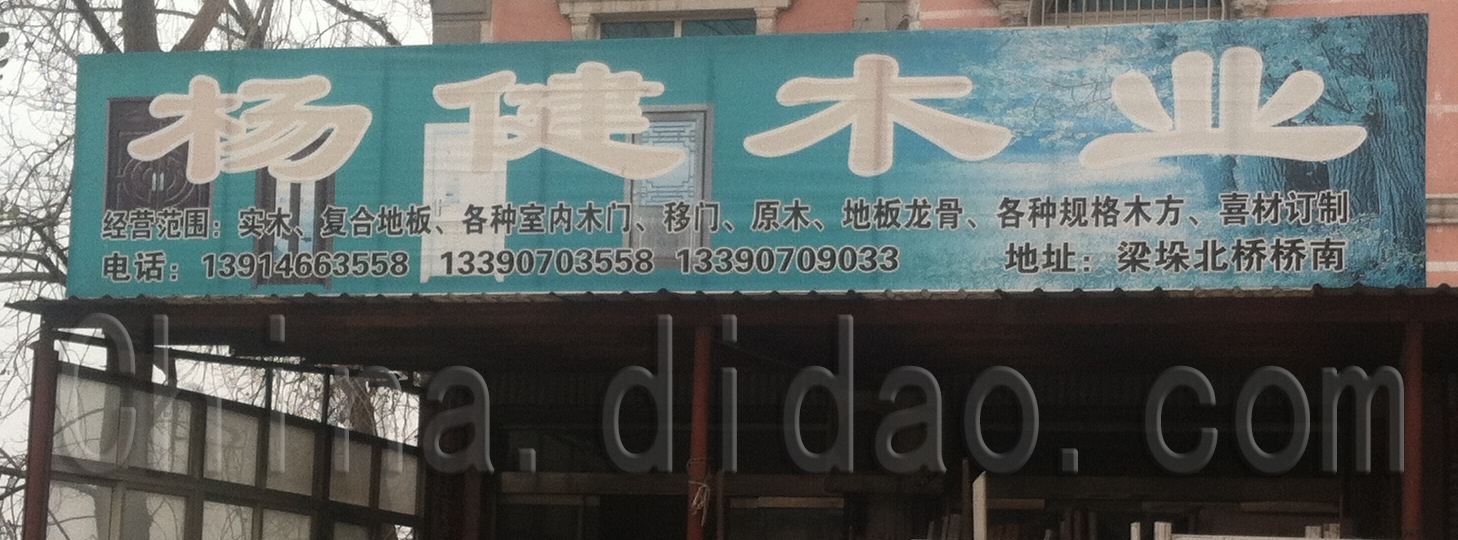 杨健木业
经营范围：实木、复合地板、各种室内木门、移门、原木、地板龙骨、各种规格木方、喜材订制
电话：13914663558 13390703558 13390709033 地址：梁垛北桥桥南
China.didao.com